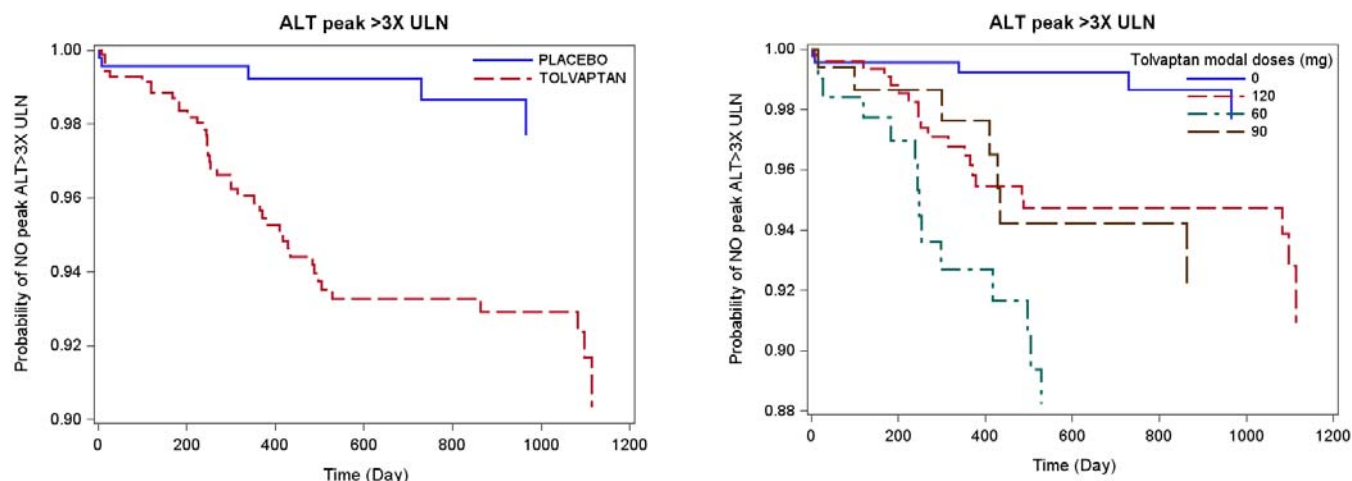 ALT peak >3X ULN
Probability of NO peak ALT>3X ULN
1.00
0.98
0.96
0.94
0.92
0.90
PLACEBO
TOLVAPTAN
0 200 400 600 800 1000 1200
Time (Day)
ALT peak >3X ULN
Probability of NO peak ALT>3X ULN
1.00
0.98
0.96
0.94
0.92
0.90
0.88
Tolvaptan modal doses (mg)
0
120
60
90
0 200 400 600 800 1000 1200
Time (Day)